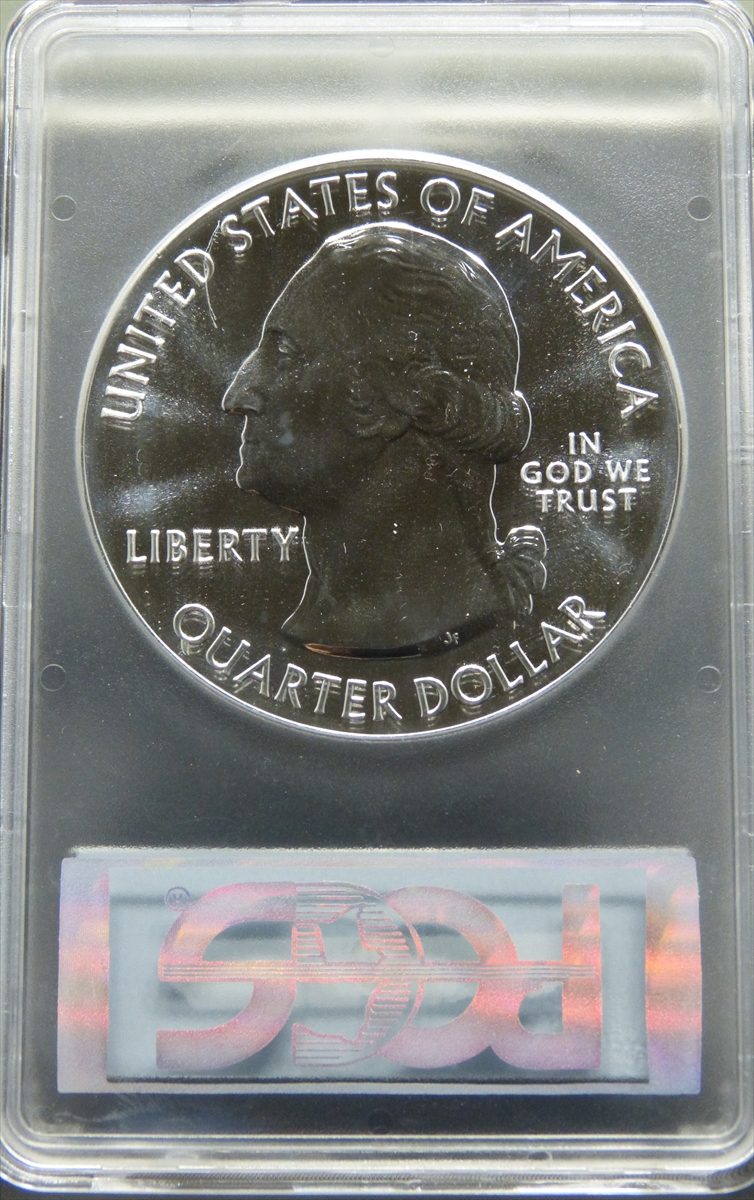 UNITED STATES OF AMERICA
IN
GOD WE
TRUST
LIBERTY
JF
QUARTER DOLLAR
PCGS
®